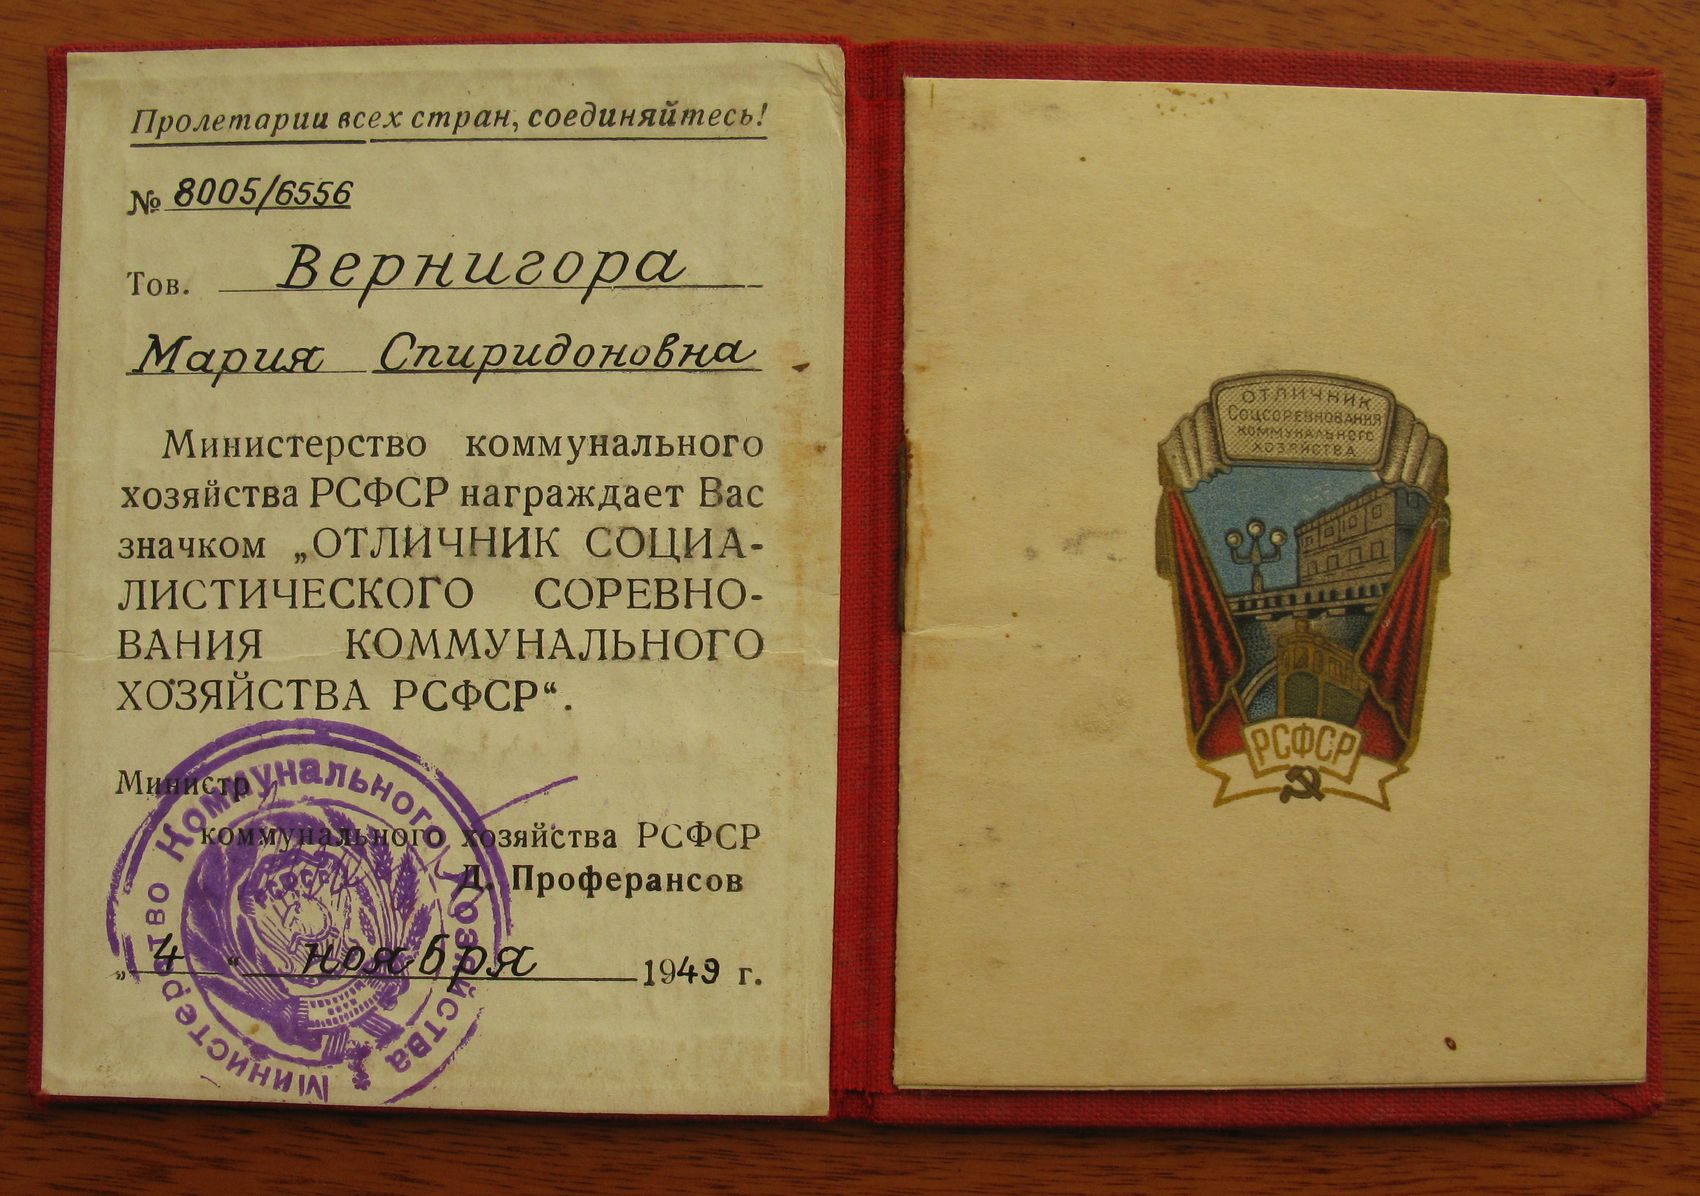 Пролетарии всех стран, соединяйтесь!
№ 8005/6556
Тов. Вернигора
Мария Спиридоновна
Министерство коммунального
хозяйства РСФСР награждает Вас
значком „ОТЛИЧНИК СОЦИА-
ЛИСТИЧЕСКОГО СОРЕВНО-
ВАНИЯ КОММУНАЛЬНОГО
ХОЗЯЙСТВА РСФСР“.
Министр
коммунального хозяйства РСФСР
Д. Проферансов
„4“ ноября 1949 г.
Министерство Коммунального Хозяйства *
РСФСР
ОТЛИЧНИК
СОЦСОРЕВНОВАНИЯ
КОММУНАЛЬНОГО
ХОЗЯЙСТВА
РСФСР